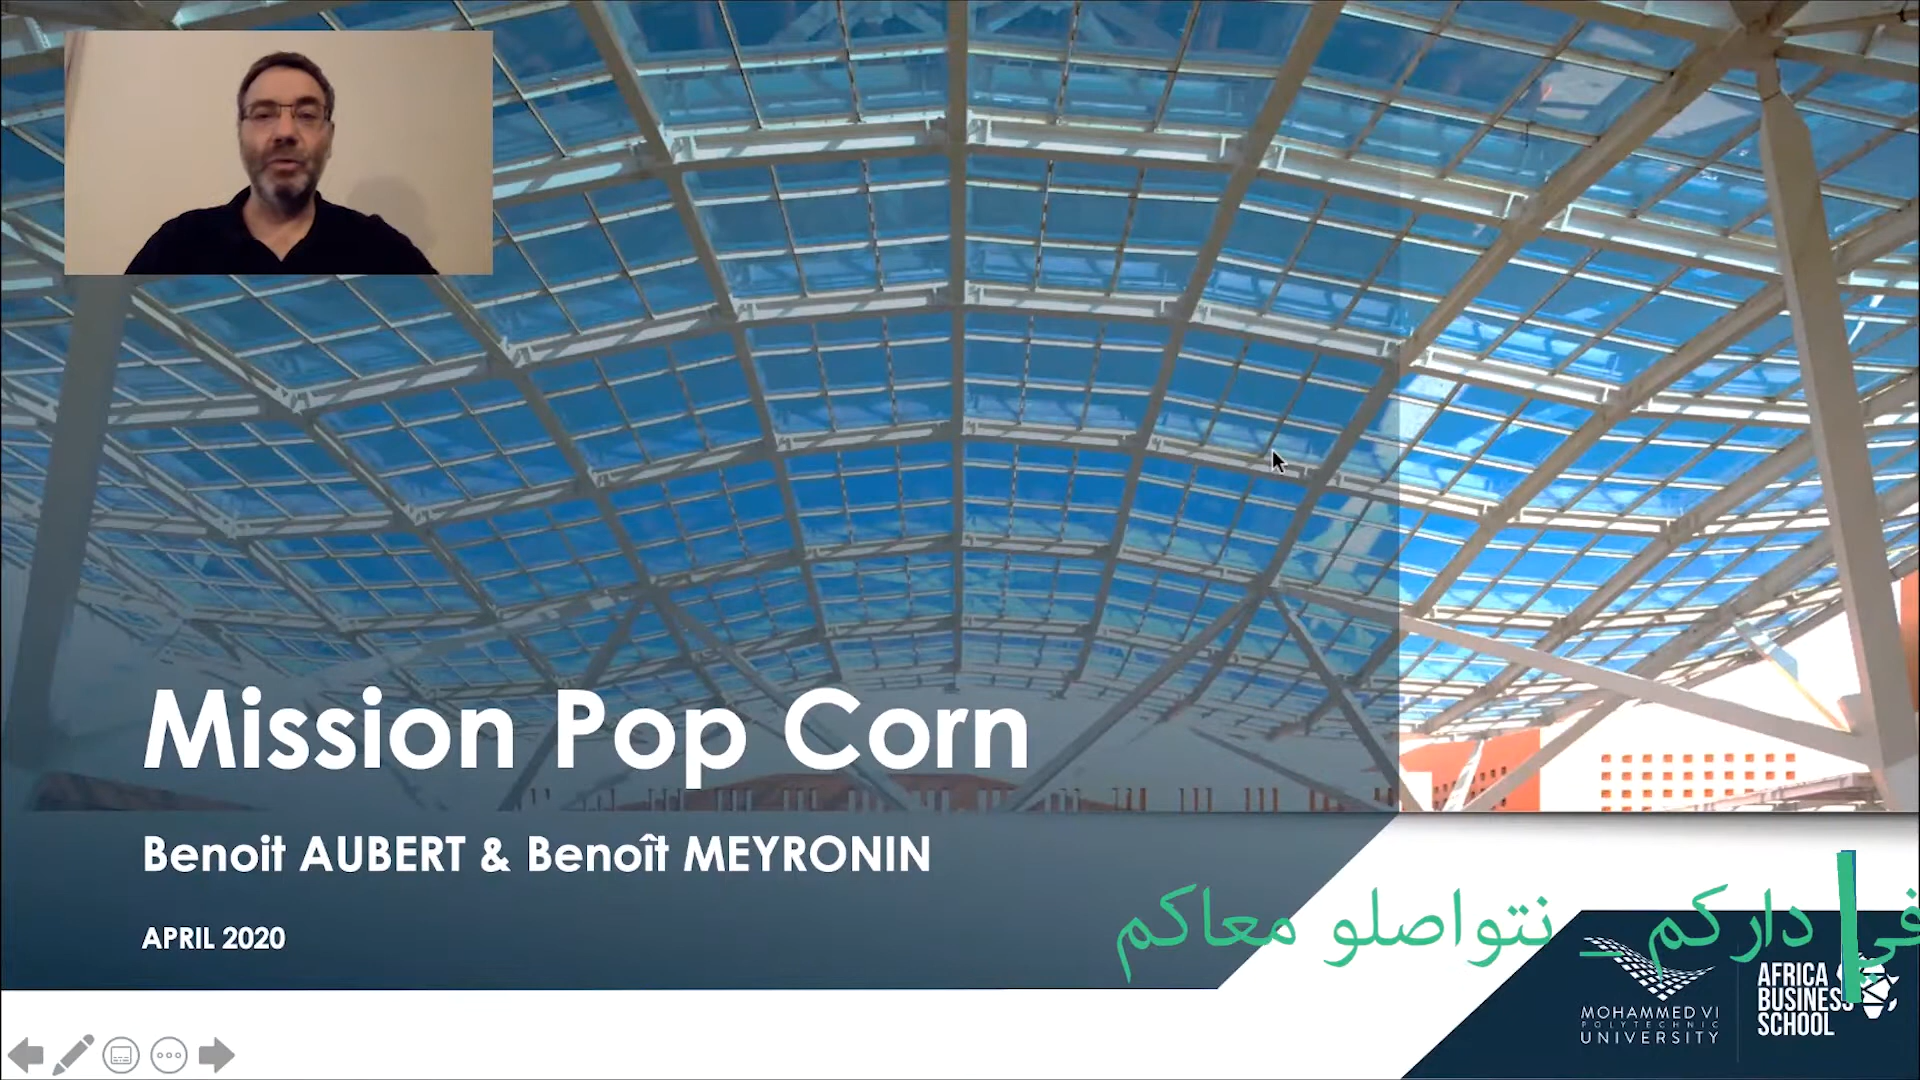 Mission Pop Corn
Benoit AUBERT & Benoît MEYRONIN
APRIL 2020
في داركم _ نتواصلو معاكم
MOHAMMED VI
POLYTECHNIC
UNIVERSITY
AFRICA
BUSINESS
SCHOOL